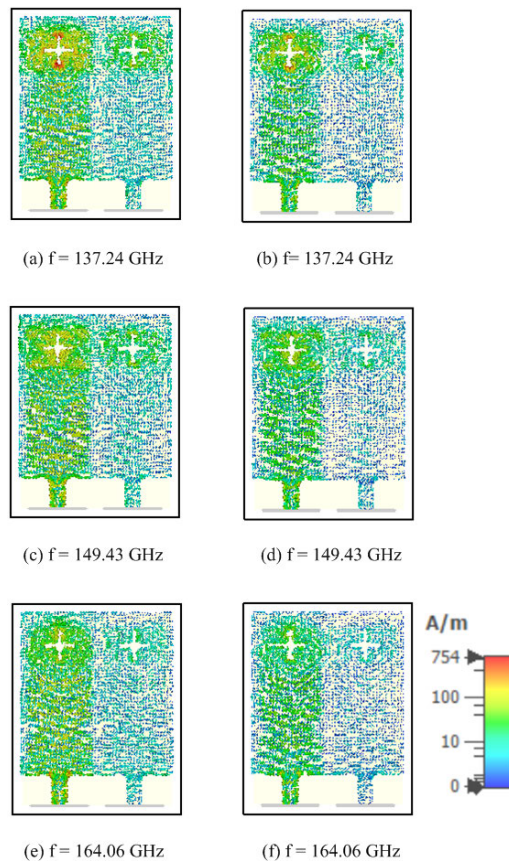 (a) f = 137.24 GHz
(b) f= 137.24 GHz
(c) f = 149.43 GHz
(d) f = 149.43 GHz
(e) f = 164.06 GHz
(f) f = 164.06 GHz
A/m
754
100
10
0